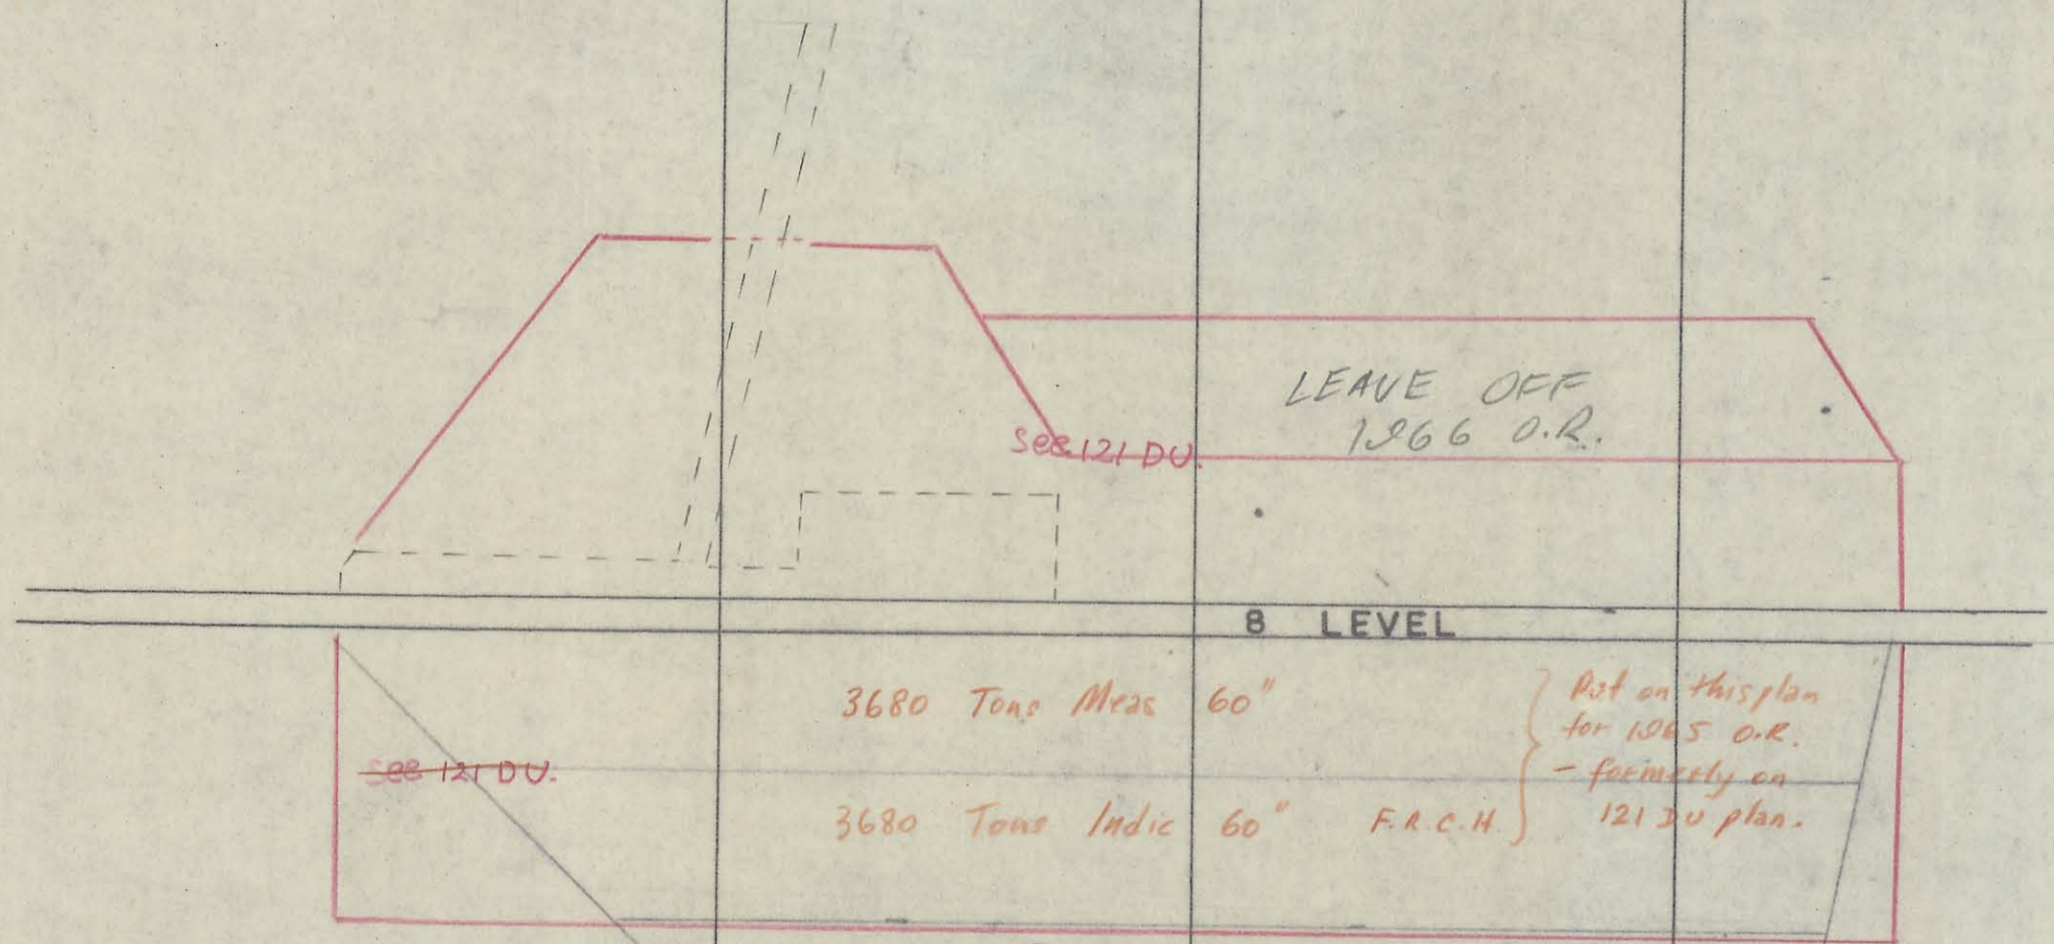 LEAVE OFF
1966 O.R.
See 121 DU.
8 LEVEL
3680 Tons Meas 60"
Put on this plan
for 1965 O.R.
- formerly on
121 DU plan.
See 121 DU.
3680 Tons Indic 60" F.R.C.H.